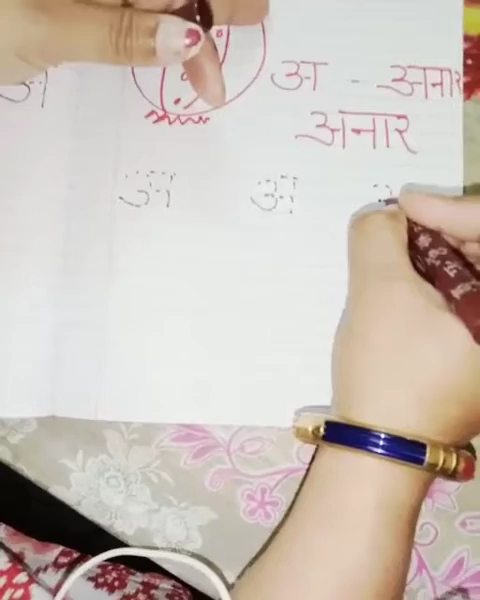 अ
अ - अनार
अनार
अ अ